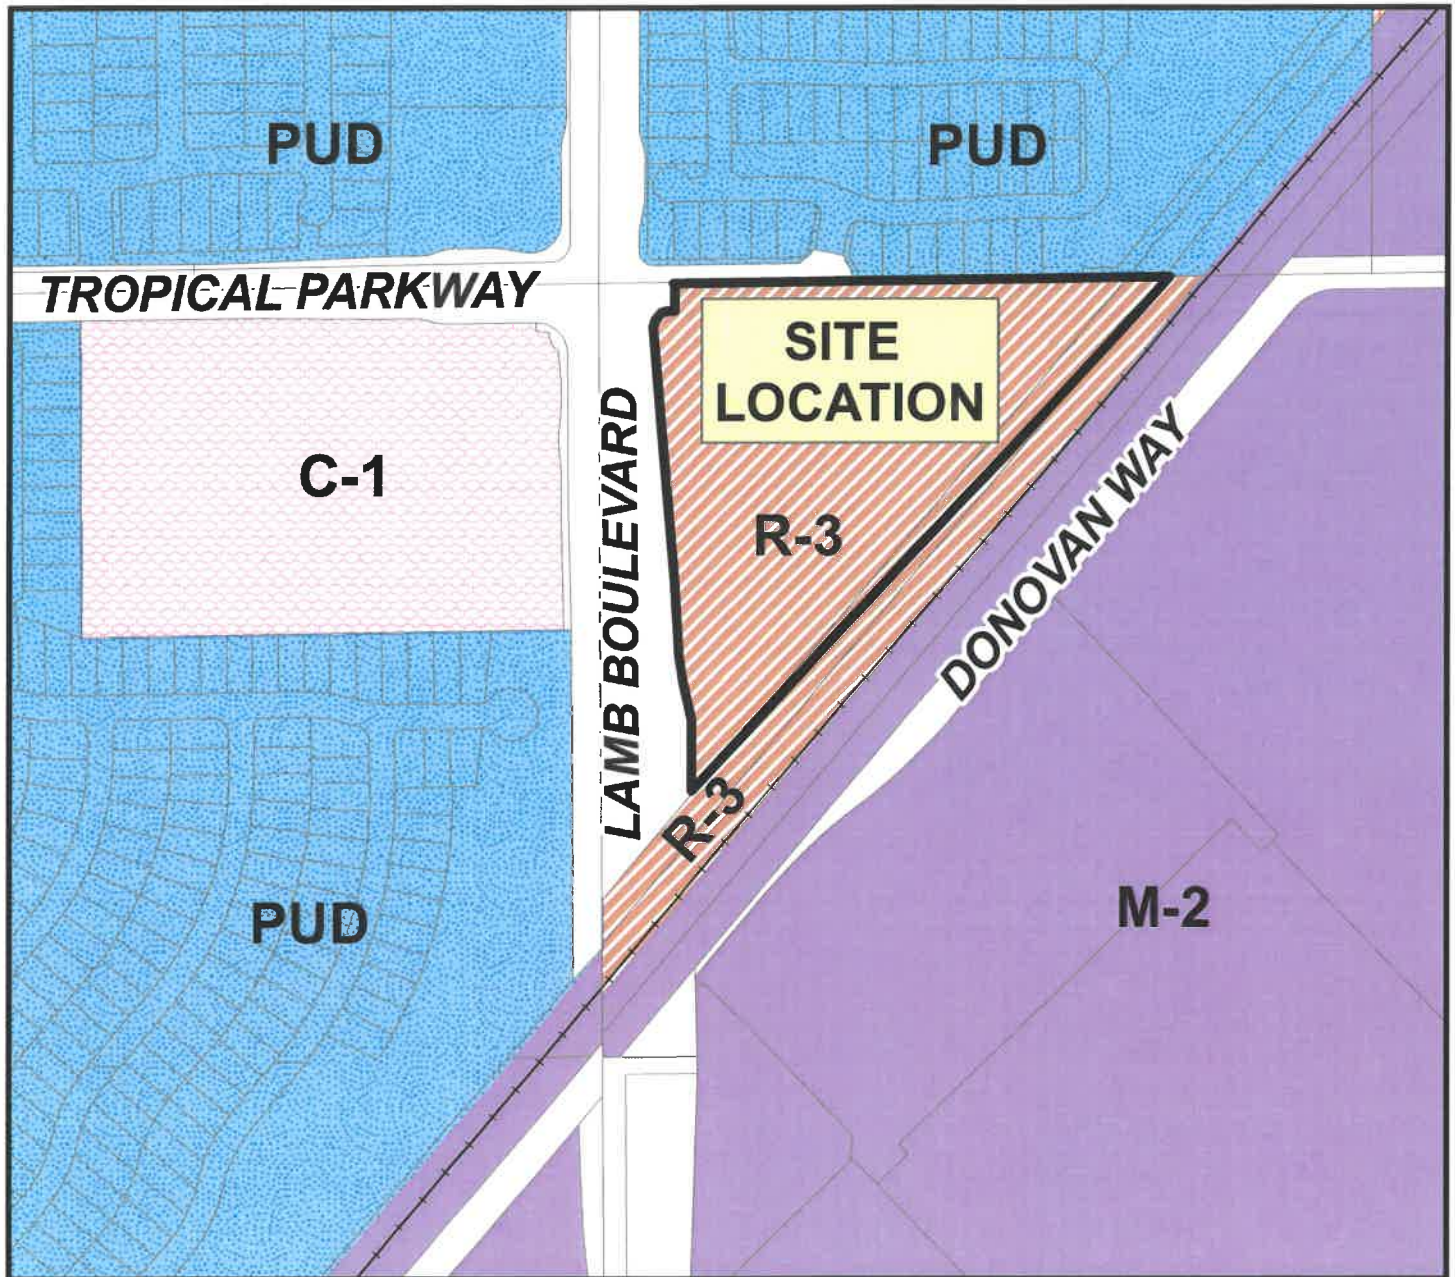 PUD
PUD
TROPICAL PARKWAY
SITE
LOCATION
C-1
LAMB BOULEVARD
R-3
DONOVAN WAY
R-3
PUD
M-2